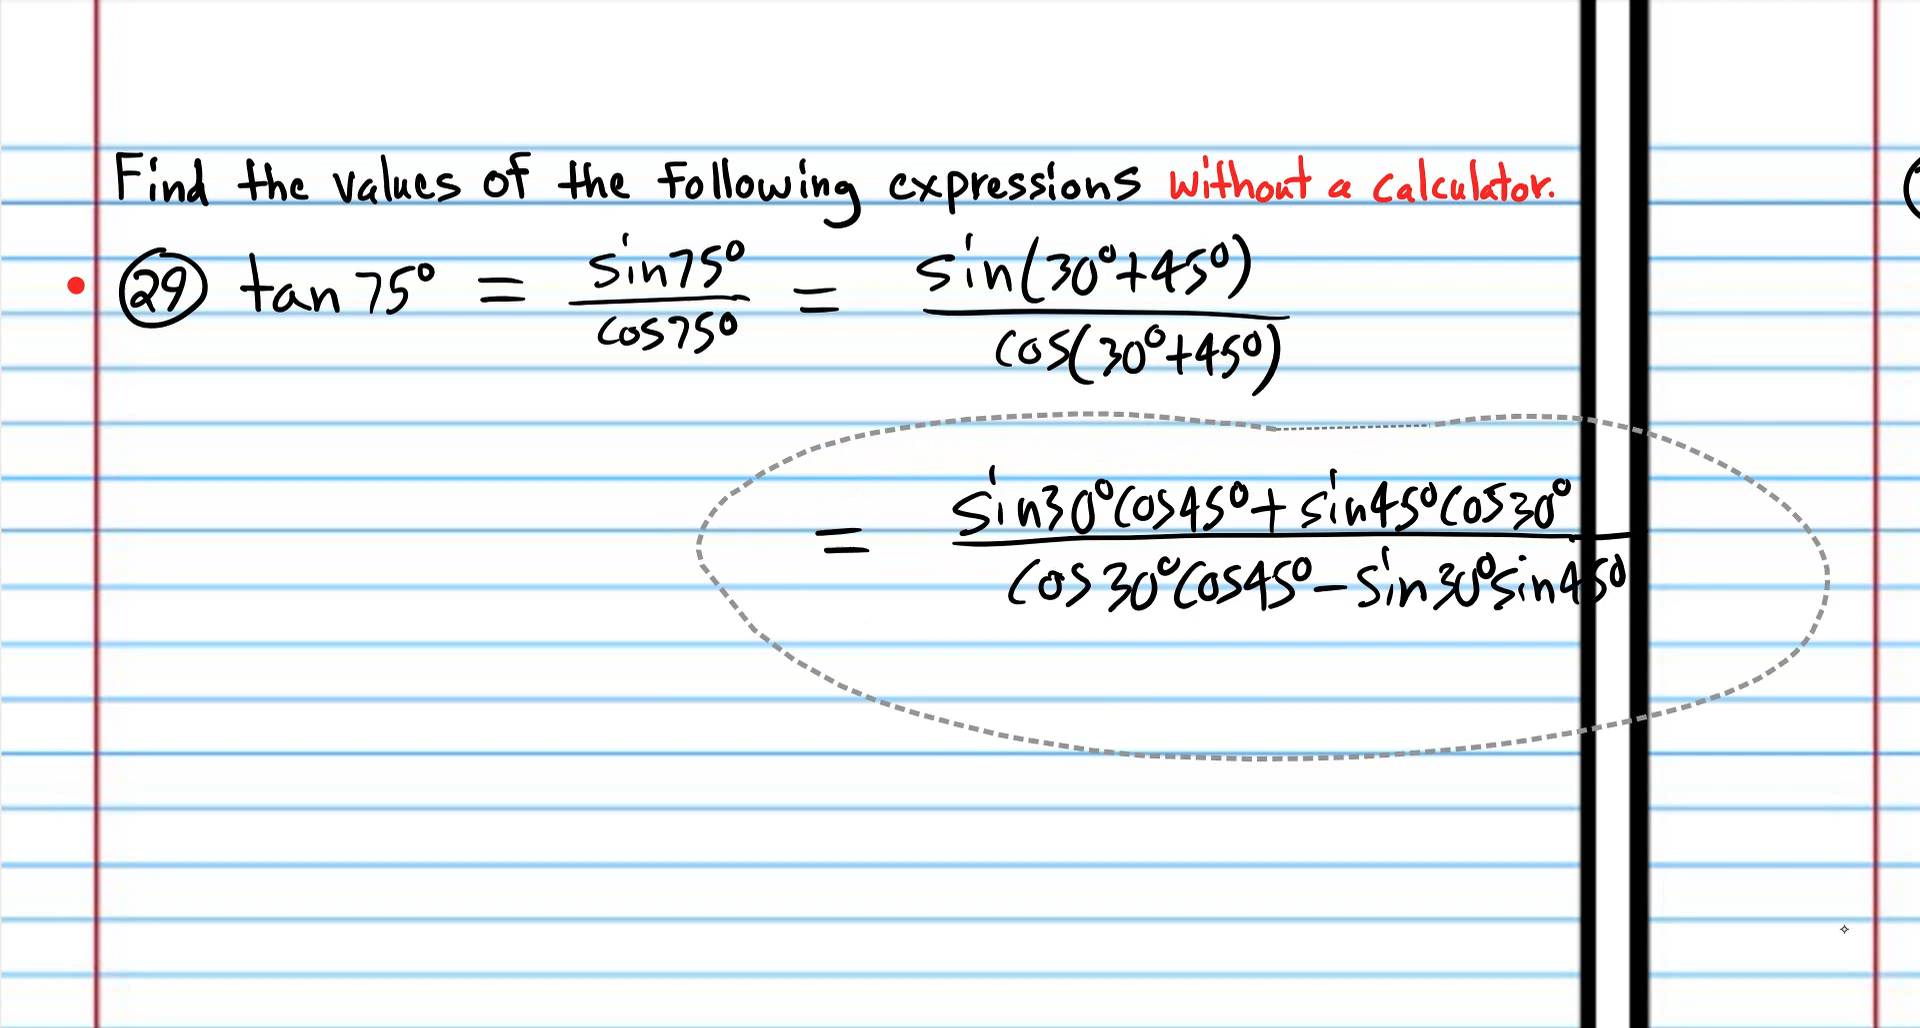 Find the values of the following expressions without a calculator.
29 tan 75° = sin75° / cos75° = sin(30°+45°) / cos(30°+45°)
= sin30°cos45° + sin45°cos30° / cos30°cos45° − sin30°sin45°